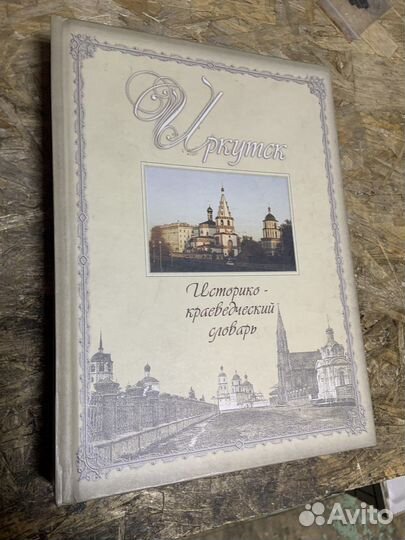 Иркутск
Историко-
краеведческий
словарь
Avito